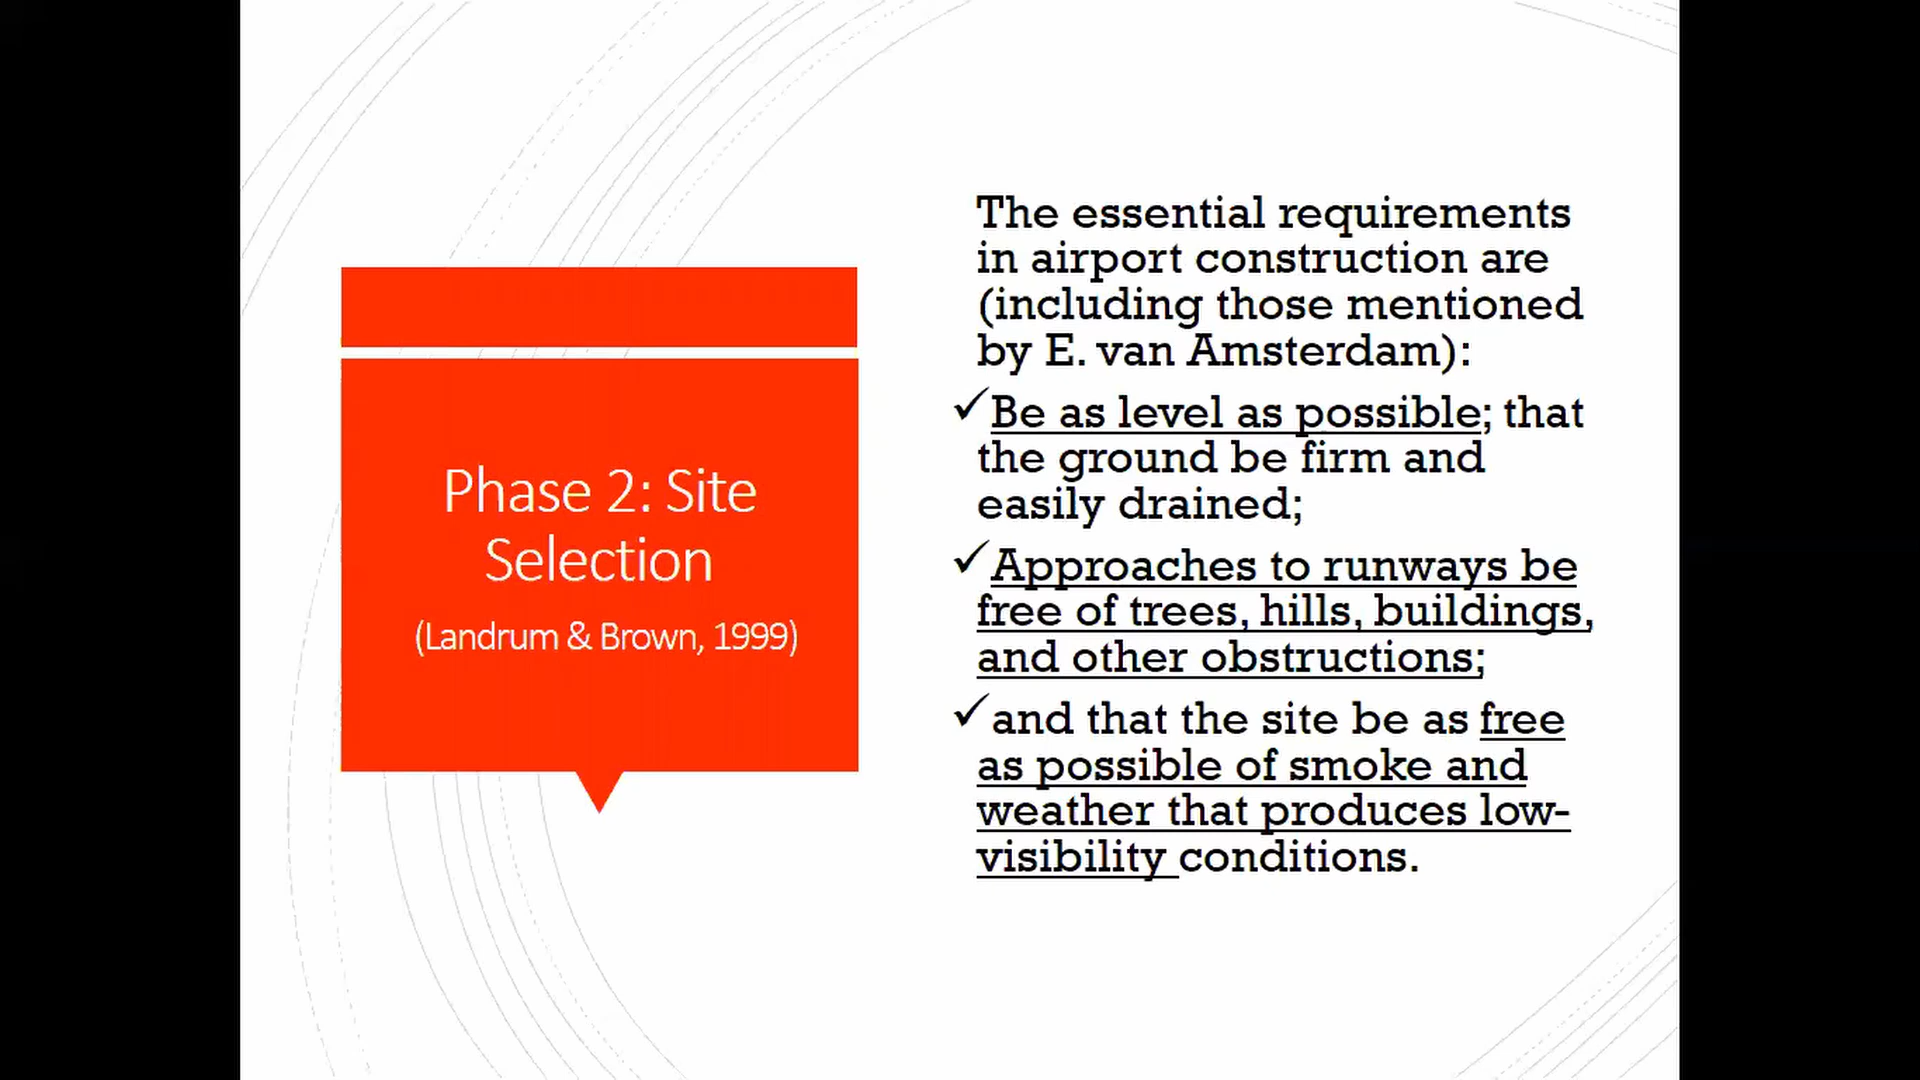 Phase 2: Site
Selection
(Landrum & Brown, 1999)
The essential requirements
in airport construction are
(including those mentioned
by E. van Amsterdam):
✓Be as level as possible; that
the ground be firm and
easily drained;
✓Approaches to runways be
free of trees, hills, buildings,
and other obstructions;
✓and that the site be as free
as possible of smoke and
weather that produces low-
visibility conditions.